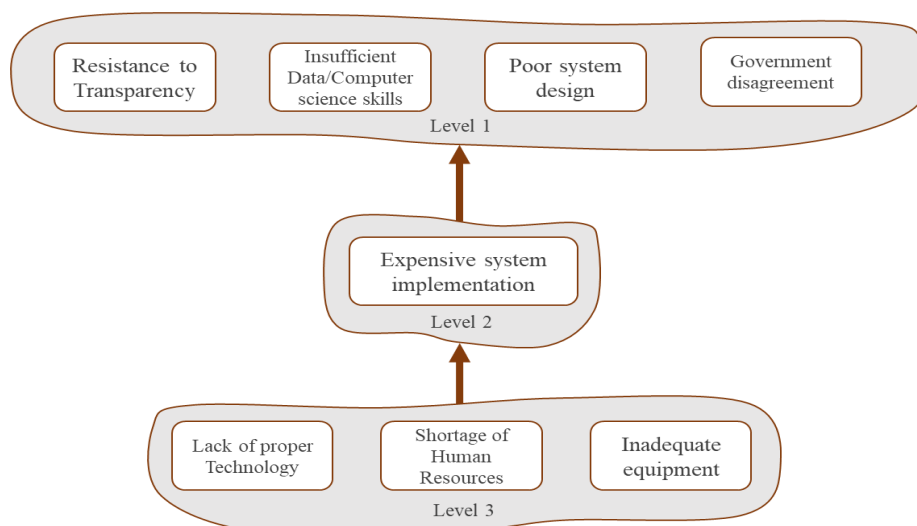 Resistance to
Transparency
Insufficient
Data/Computer
science skills
Poor system
design
Government
disagreement
Level 1
Expensive system
implementation
Level 2
Lack of proper
Technology
Shortage of
Human
Resources
Inadequate
equipment
Level 3